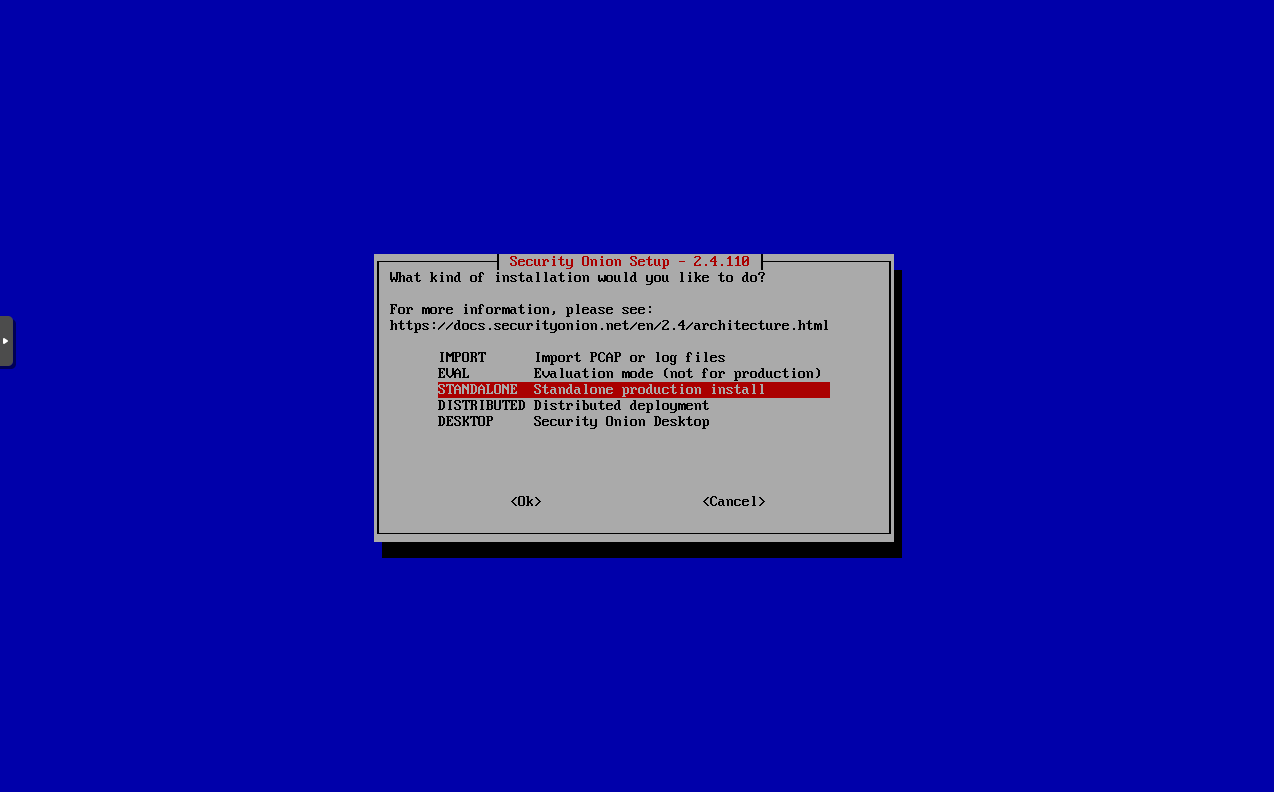 Security Onion Setup - 2.4.110
What kind of installation would you like to do?
For more information, please see:
https://docs.securityonion.net/en/2.4/architecture.html
IMPORT Import PCAP or log files
EVAL Evaluation mode (not for production)
STANDALONE Standalone production install
DISTRIBUTED Distributed deployment
DESKTOP Security Onion Desktop
<Ok> <Cancel>